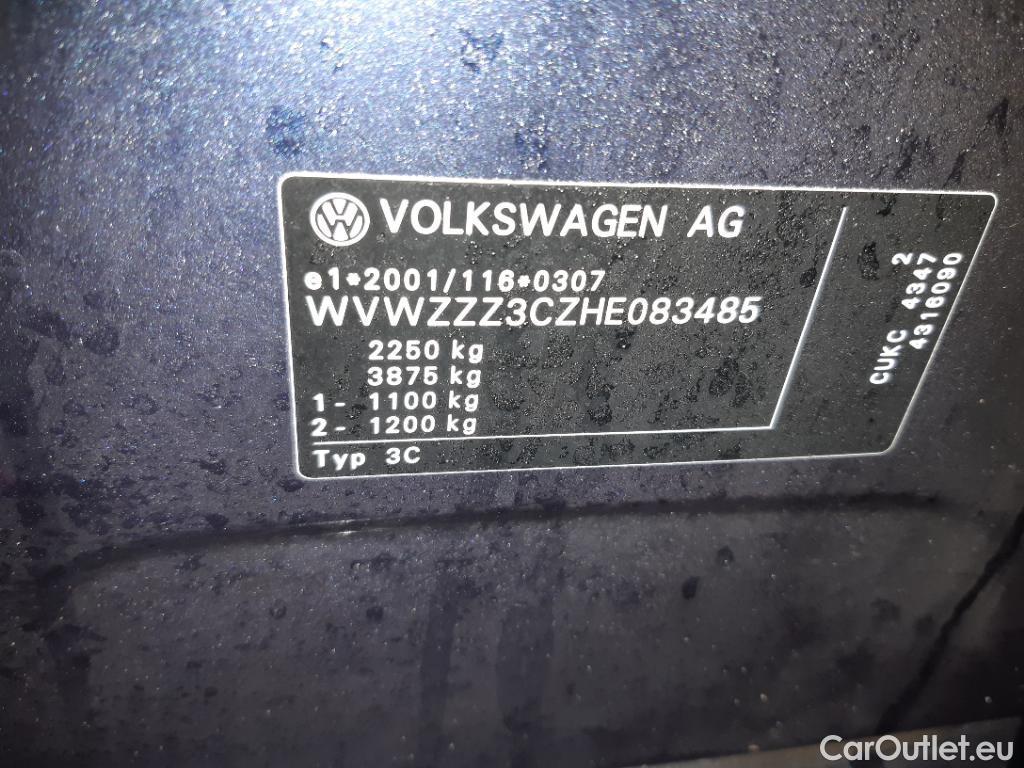 VOLKSWAGEN AG
e1*2001/116*0307
WVWZZZ3CZHE083485
2250 kg
3875 kg
1- 1100 kg
2- 1200 kg
Typ 3C
2
CUKC 4347
4316090
CarOutlet.eu